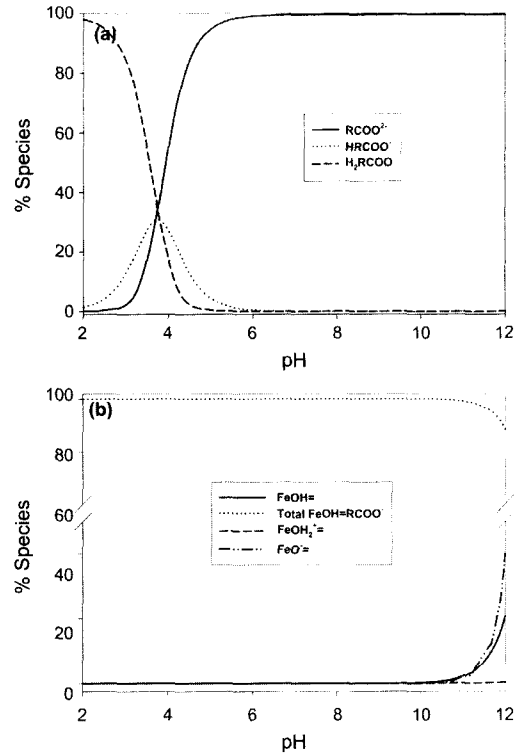 100
(a)
80
60
40
20
0
% Species
RCOO²⁻
HRCOO⁻
H₂RCOO
2 4 6 8 10 12
pH
100
(b)
80
60
40
20
0
% Species
FeOH=
Total FeOH=RCOO⁻
FeOH₂⁺=
FeO⁻=
2 4 6 8 10 12
pH